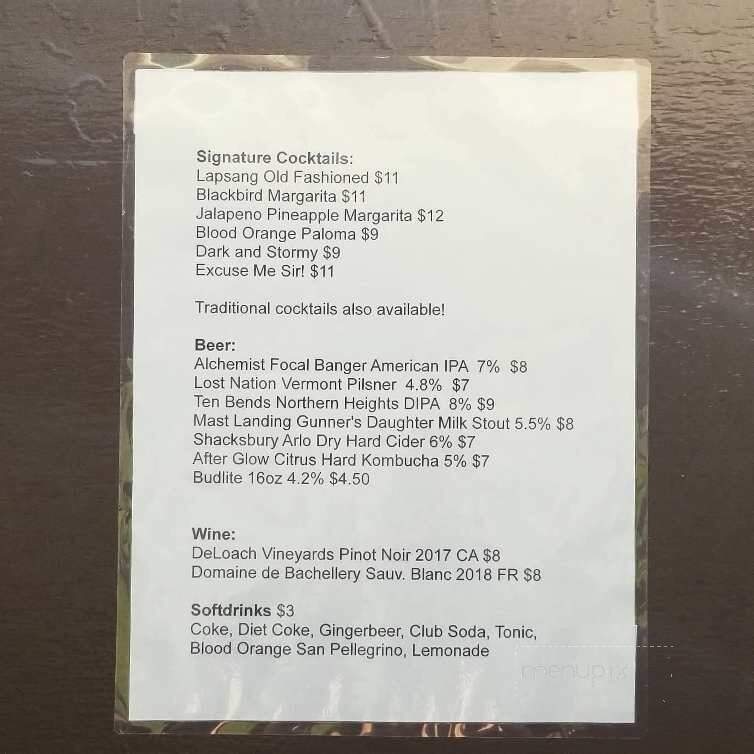 Signature Cocktails:
Lapsang Old Fashioned $11
Blackbird Margarita $11
Jalapeno Pineapple Margarita $12
Blood Orange Paloma $9
Dark and Stormy $9
Excuse Me Sir! $11
Traditional cocktails also available!
Beer:
Alchemist Focal Banger American IPA 7% $8
Lost Nation Vermont Pilsner 4.8% $7
Ten Bends Northern Heights DIPA 8% $9
Mast Landing Gunner's Daughter Milk Stout 5.5% $8
Shacksbury Arlo Dry Hard Cider 6% $7
After Glow Citrus Hard Kombucha 5% $7
Budlite 16oz 4.2% $4.50
Wine:
DeLoach Vineyards Pinot Noir 2017 CA $8
Domaine de Bachellery Sauv. Blanc 2018 FR $8
Softdrinks $3
Coke, Diet Coke, Gingerbeer, Club Soda, Tonic,
Blood Orange San Pellegrino, Lemonade
menupix